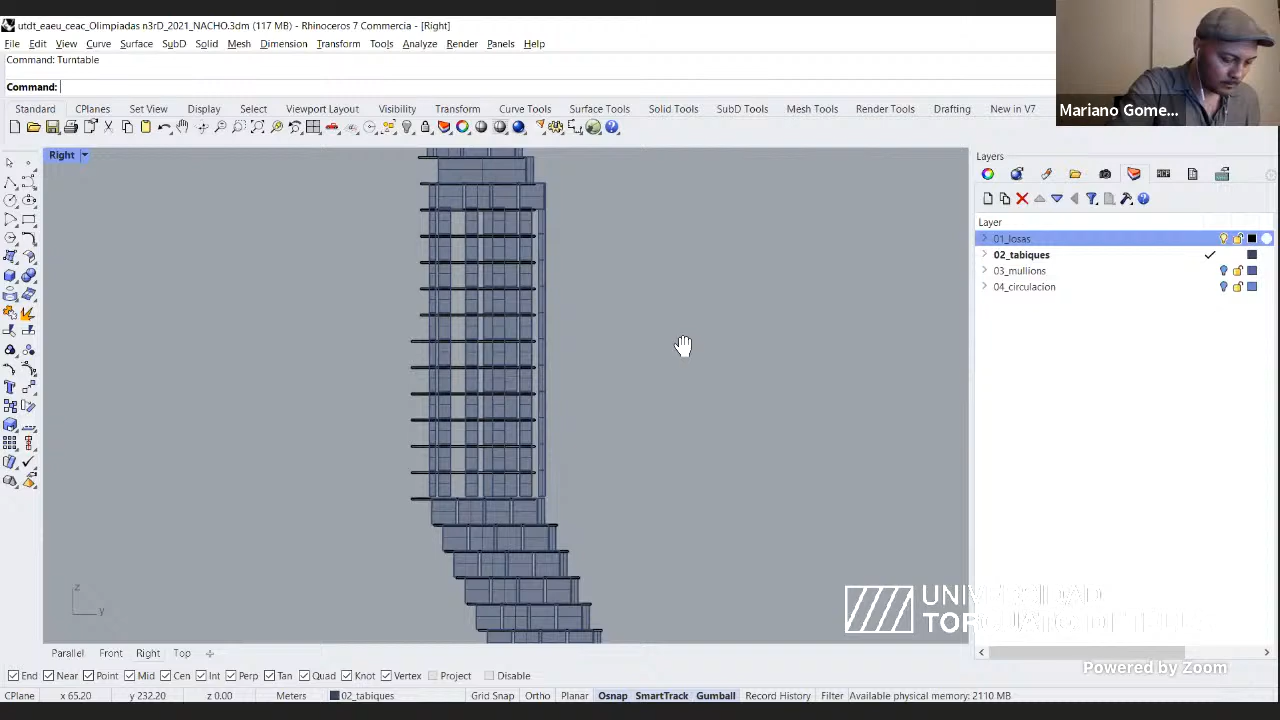 utdt_eaeu_ceac_Olimpiadas n3rD_2021_NACHO.3dm (117 MB) - Rhinoceros 7 Commercia - [Right]
File Edit View Curve Surface SubD Solid Mesh Dimension Transform Tools Analyze Render Panels Help
Command: Turntable
Command:
Mariano Gome...
Standard CPlanes Set View Display Select Viewport Layout Visibility Transform Curve Tools Surface Tools Solid Tools SubD Tools Mesh Tools Render Tools Drafting New in V7
Right
Layers
Layer
01_losas
02_tabiques
03_mullions
04_circulacion
z
y
UNIVERSIDAD
TORCUATO DI TELLA
Parallel Front Right Top
Powered by Zoom
End Near Point Mid Cen Int Perp Tan Quad Knot Vertex Project Disable
CPlane x 65.20 y 232.20 z 0.00 Meters 02_tabiques Grid Snap Ortho Planar Osnap SmartTrack Gumball Record History Filter Available physical memory: 2110 MB